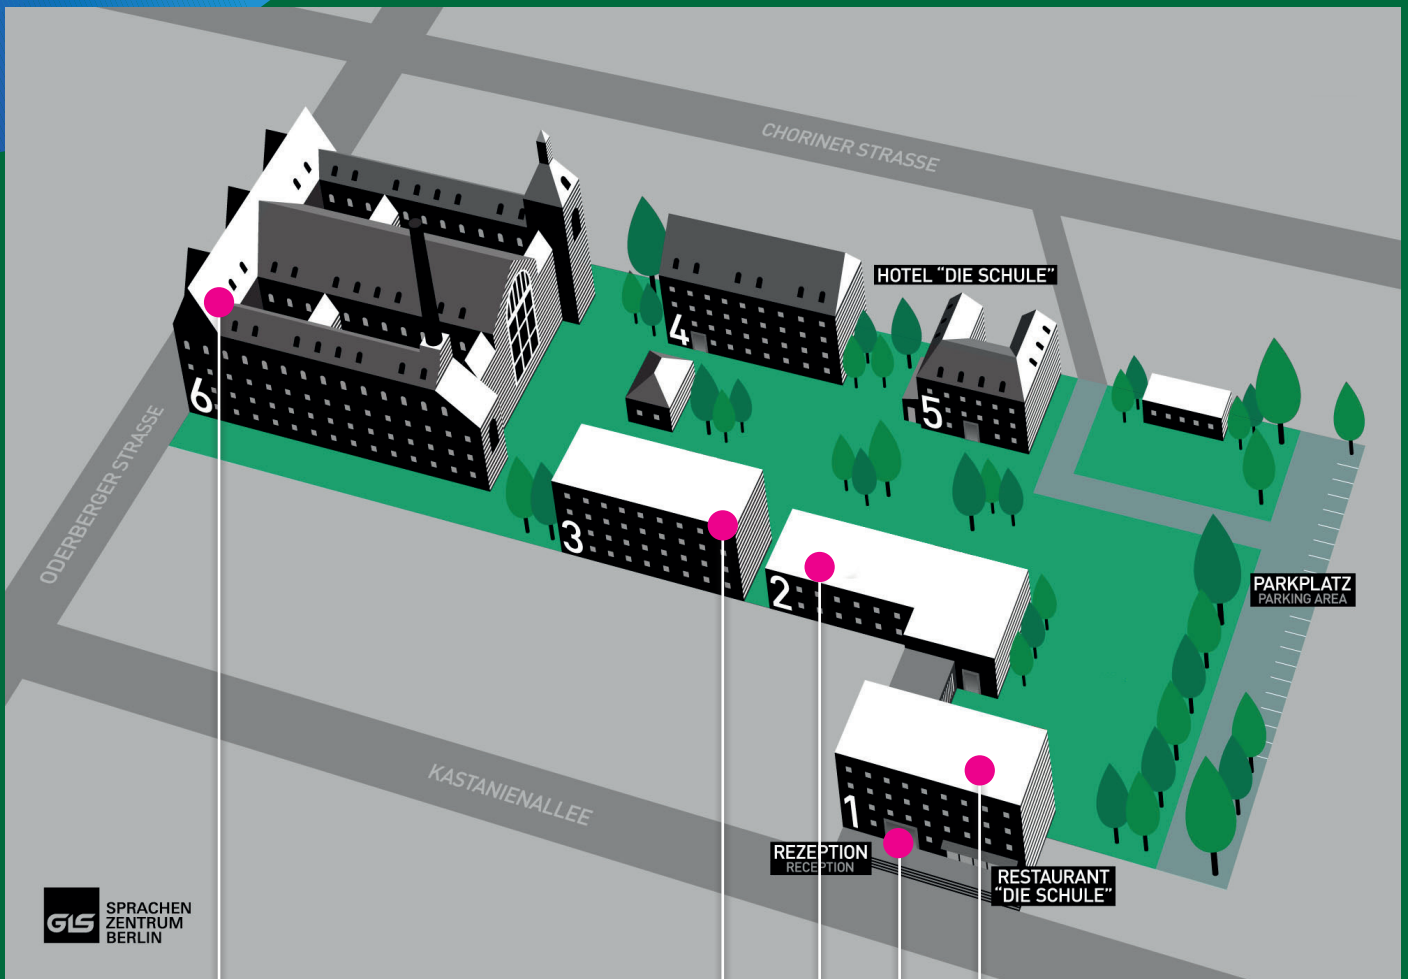 CHORINER STRASSE
HOTEL "DIE SCHULE"
4
5
6
ODERBERGER STRASSE
3
2
PARKPLATZ
PARKING AREA
KASTANIENALLEE
1
REZEPTION
RECEPTION
RESTAURANT
"DIE SCHULE"
GLS
SPRACHEN
ZENTRUM
BERLIN